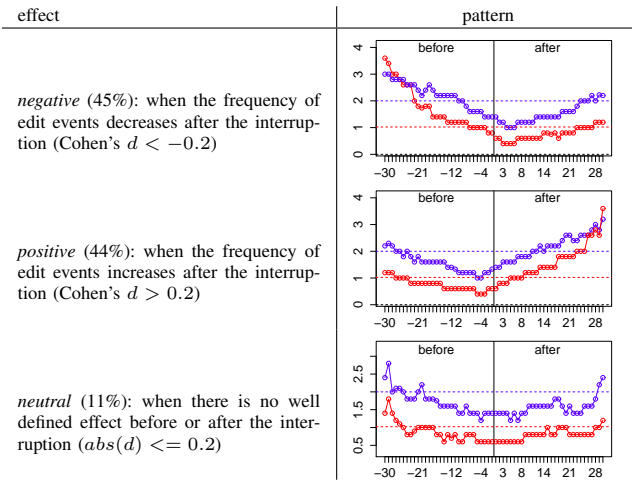 effect
pattern
negative (45%): when the frequency of
edit events decreases after the interrup-
tion (Cohen's d < −0.2)
before after
4
3
2
1
0
−30 −21 −12 −4 3 8 14 21 28
positive (44%): when the frequency of
edit events increases after the interrup-
tion (Cohen's d > 0.2)
before after
4
3
2
1
0
−30 −21 −12 −4 3 8 14 21 28
neutral (11%): when there is no well
defined effect before or after the inter-
ruption (abs(d) <= 0.2)
before after
2.5
1.5
0.5
−30 −21 −12 −4 3 8 14 21 28